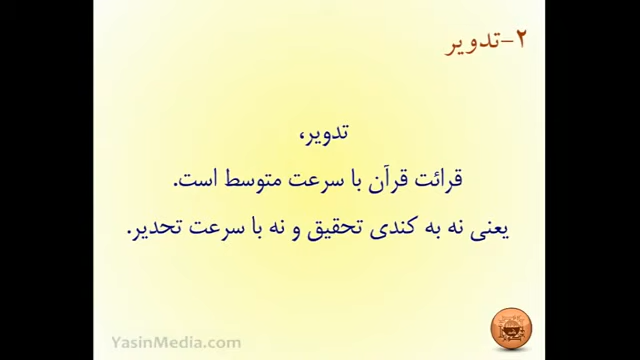 ۲-تدویر
تدویر،
قرائت قرآن با سرعت متوسط است.
یعنی نه به کندی تحقیق و نه با سرعت تحدیر.
YasinMedia.com